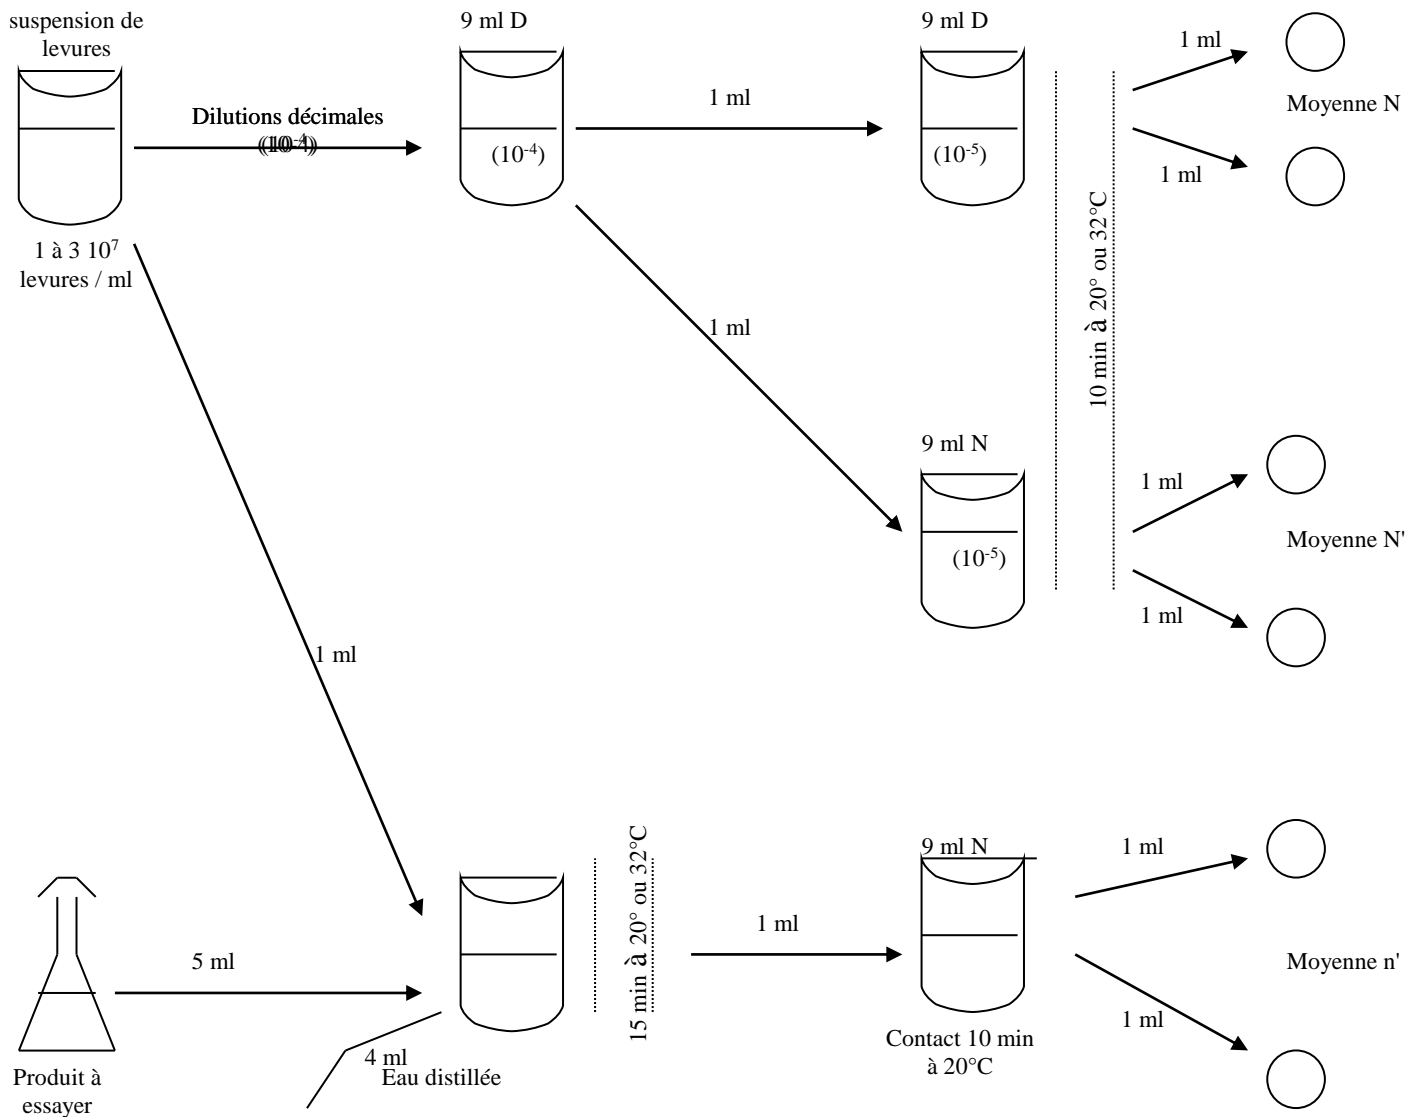 suspension de
levures
9 ml D
9 ml D
1 ml
Moyenne N
1 ml
Dilutions décimales
(10⁻⁴)
1 ml
(10⁻⁴)
(10⁻⁵)
1 à 3 10⁷
levures / ml
10 min à 20° ou 32°C
1 ml
9 ml N
1 ml
(10⁻⁵)
Moyenne N'
1 ml
1 ml
15 min à 20° ou 32°C
9 ml N
1 ml
5 ml
1 ml
Moyenne n'
1 ml
Contact 10 min
à 20°C
4 ml
Eau distillée
Produit à
essayer